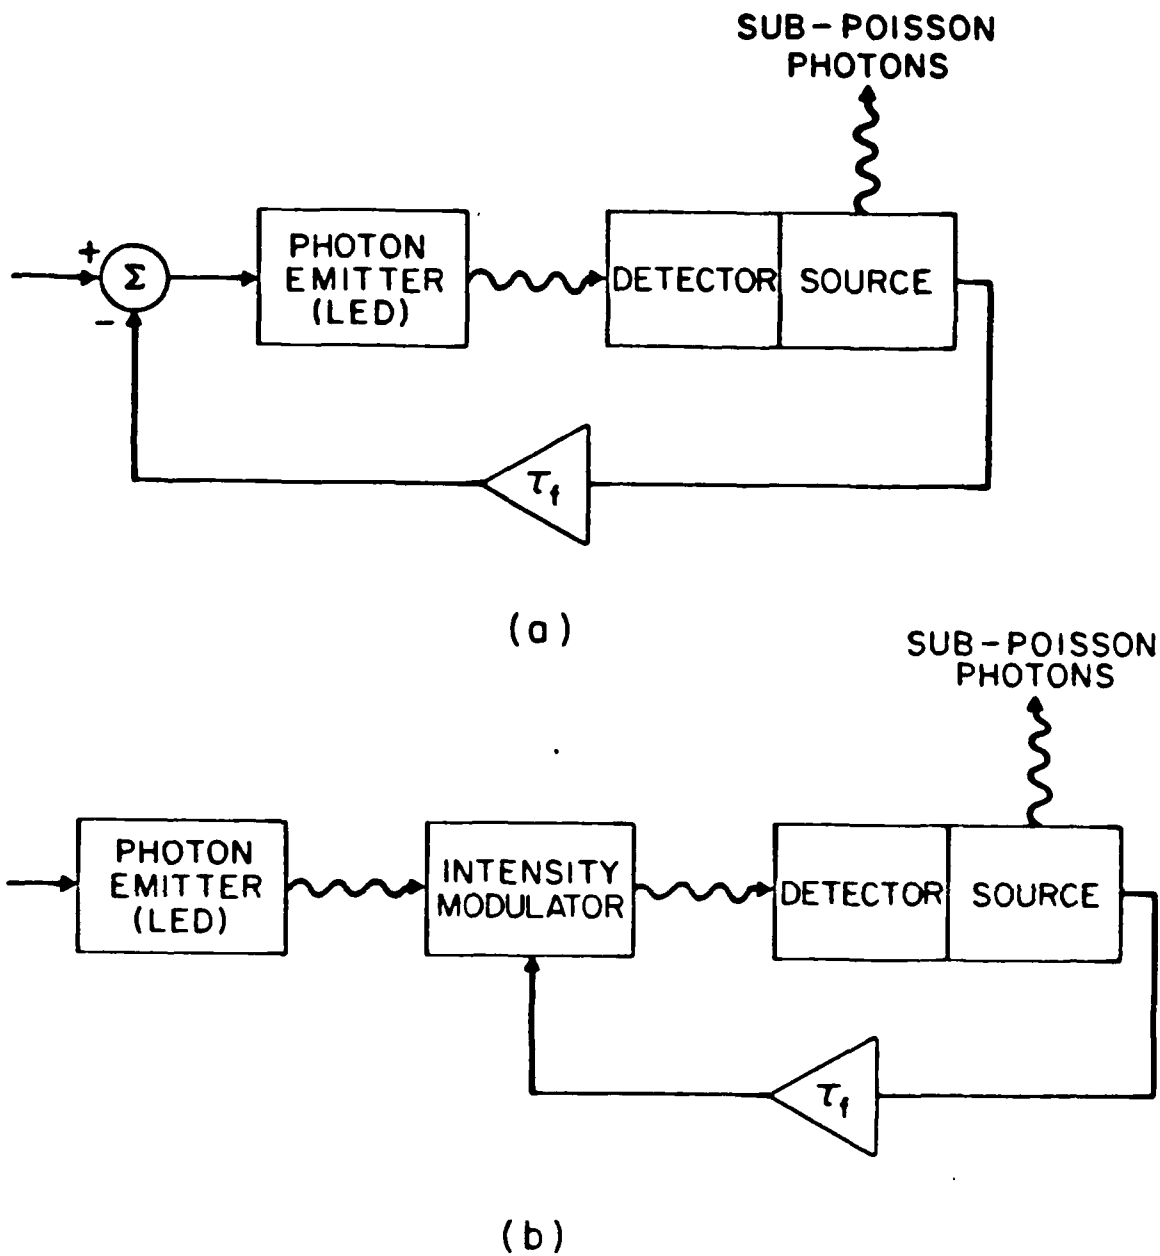 SUB-POISSON
PHOTONS
+
Σ
-
PHOTON
EMITTER
(LED)
DETECTOR
SOURCE
τf
(a)
SUB-POISSON
PHOTONS
PHOTON
EMITTER
(LED)
INTENSITY
MODULATOR
DETECTOR
SOURCE
τf
(b)